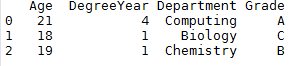 Age DegreeYear Department Grade
0 21 4 Computing A
1 18 1 Biology C
2 19 1 Chemistry B